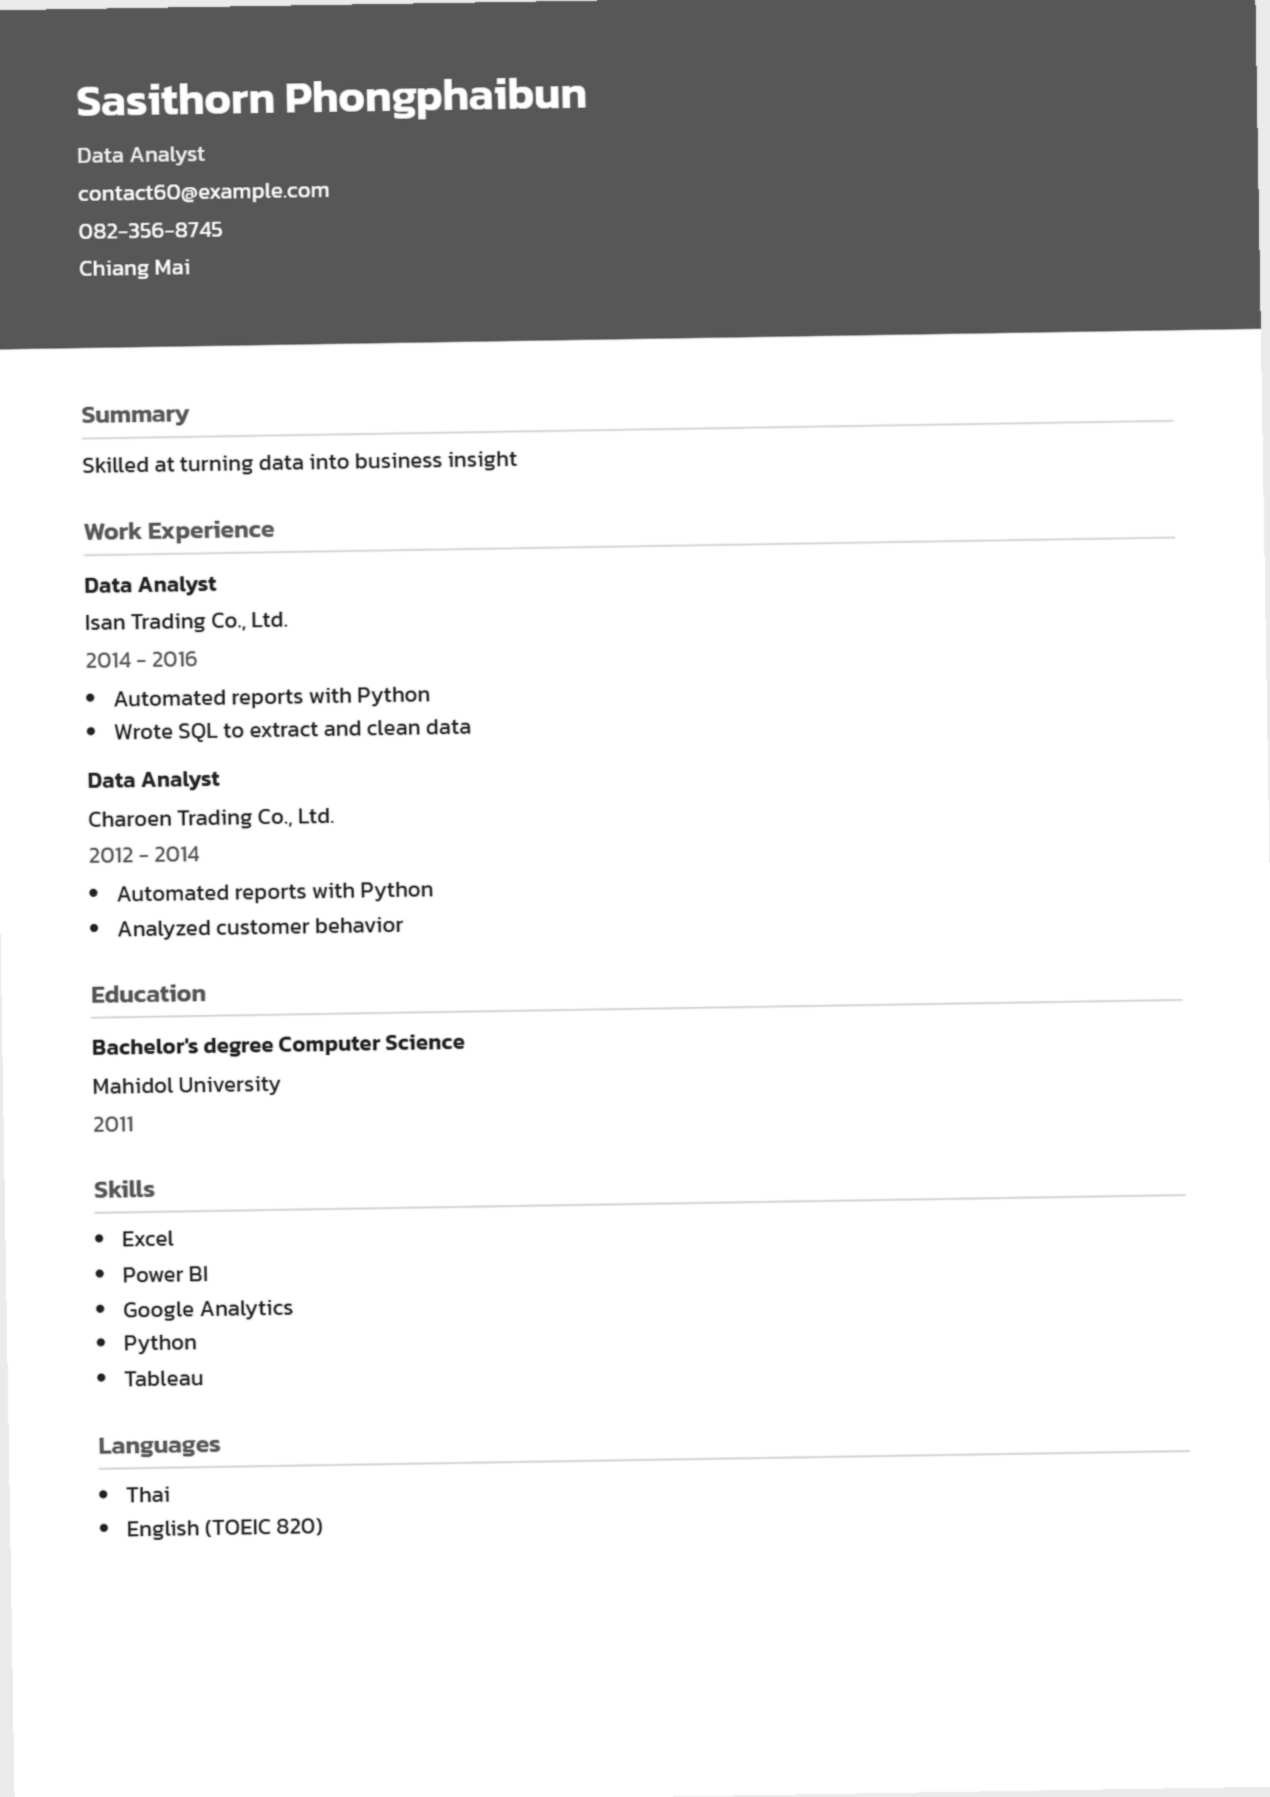 Sasithorn Phongphaibun
Data Analyst
contact60@example.com
082-356-8745
Chiang Mai
Summary
Skilled at turning data into business insight
Work Experience
Data Analyst
Isan Trading Co., Ltd.
2014 - 2016
• Automated reports with Python
• Wrote SQL to extract and clean data
Data Analyst
Charoen Trading Co., Ltd.
2012 - 2014
• Automated reports with Python
• Analyzed customer behavior
Education
Bachelor's degree Computer Science
Mahidol University
2011
Skills
• Excel
• Power BI
• Google Analytics
• Python
• Tableau
Languages
• Thai
• English (TOEIC 820)